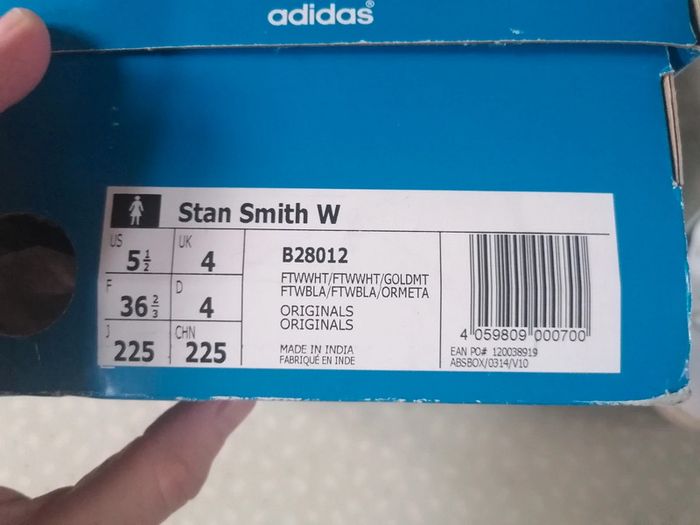 adidas®
Stan Smith W
US 5½ UK 4
F 36⅔ D 4
J 225 CHN 225
B28012
FTWWHT/FTWWHT/GOLDMT
FTWBLA/FTWBLA/ORMETA
ORIGINALS
ORIGINALS
MADE IN INDIA
FABRIQUÉ EN INDE
4 059809 000700
EAN PO# 120038919
ABSBOX/0314/V10